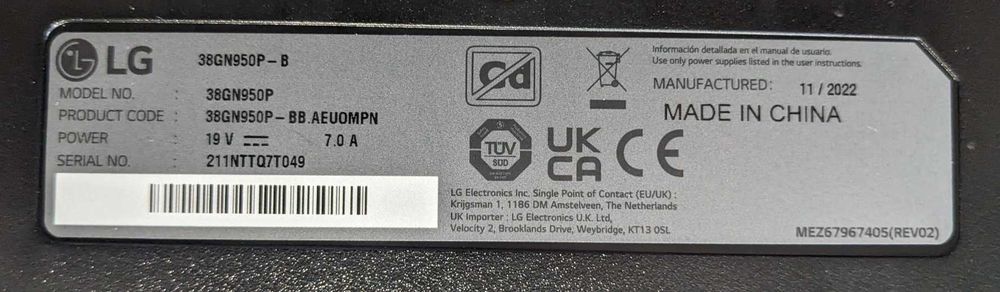 LG 38GN950P-B
MODEL NO. : 38GN950P
PRODUCT CODE : 38GN950P-BB.AEUOMPN
POWER : 19 V 7.0 A
SERIAL NO. : 211NTTQ7T049
Cd
TÜV
SÜD
UK
CA
CE
LG Electronics Inc. Single Point of Contact (EU/UK) :
Krijgsman 1, 1186 DM Amstelveen, The Netherlands
UK Importer : LG Electronics U.K. Ltd,
Velocity 2, Brooklands Drive, Weybridge, KT13 0SL
Información detallada en el manual de usuario.
Use only power supplies listed in the user instructions.
MANUFACTURED: 11 / 2022
MADE IN CHINA
MEZ67967405(REV02)